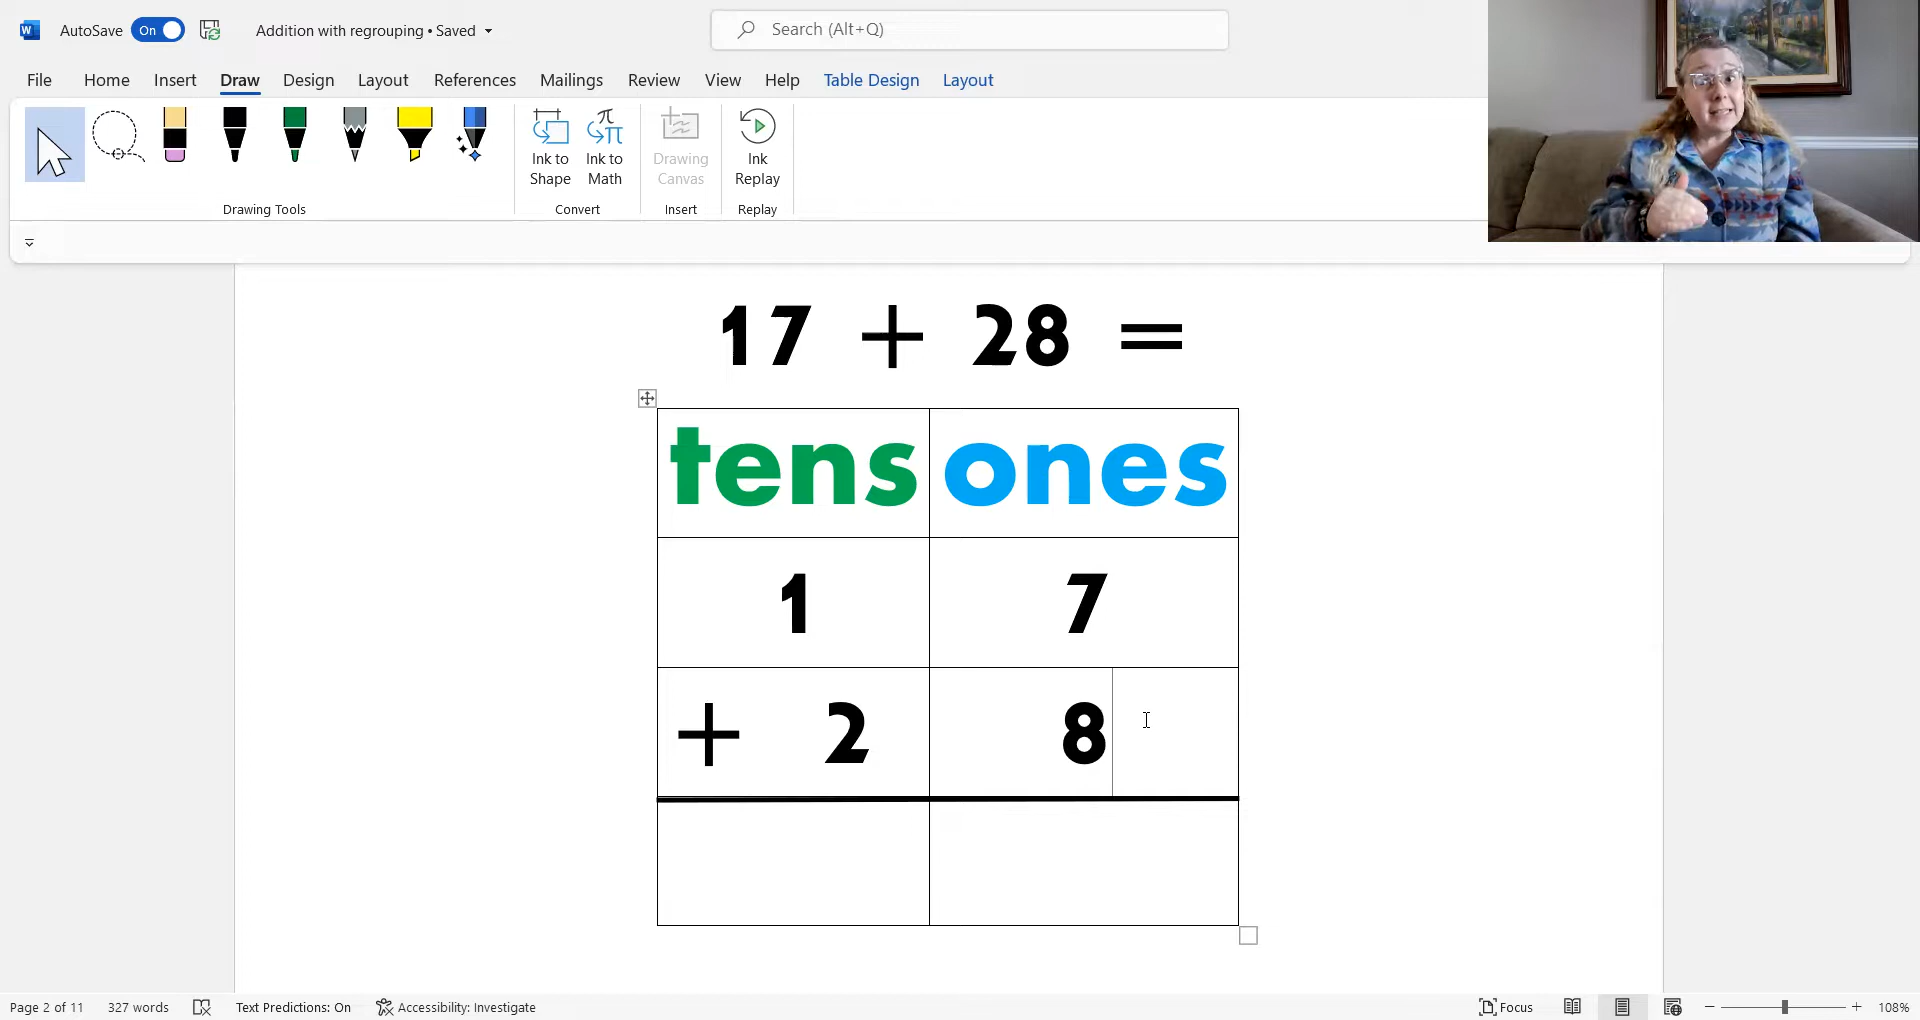 AutoSave On Addition with regrouping • Saved Search (Alt+Q)
File Home Insert Draw Design Layout References Mailings Review View Help Table Design Layout
Ink to Shape Ink to Math Drawing Canvas Ink Replay
Drawing Tools Convert Insert Replay
17 + 28 =
tens ones
1 7
+ 2 8
Page 2 of 11 327 words Text Predictions: On Accessibility: Investigate Focus 108%